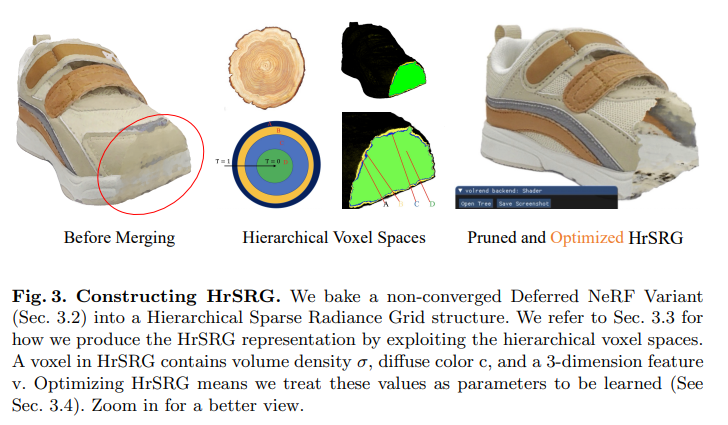 T = 1
T = 0
A
B
C
D
▼ volrend backend: Shader
Open Tree Save Screenshot
Before Merging
Hierarchical Voxel Spaces
Pruned and Optimized HrSRG
Fig. 3. Constructing HrSRG. We bake a non-converged Deferred NeRF Variant
(Sec. 3.2) into a Hierarchical Sparse Radiance Grid structure. We refer to Sec. 3.3 for
how we produce the HrSRG representation by exploiting the hierarchical voxel spaces.
A voxel in HrSRG contains volume density σ, diffuse color c, and a 3-dimension feature
v. Optimizing HrSRG means we treat these values as parameters to be learned (See
Sec. 3.4). Zoom in for a better view.